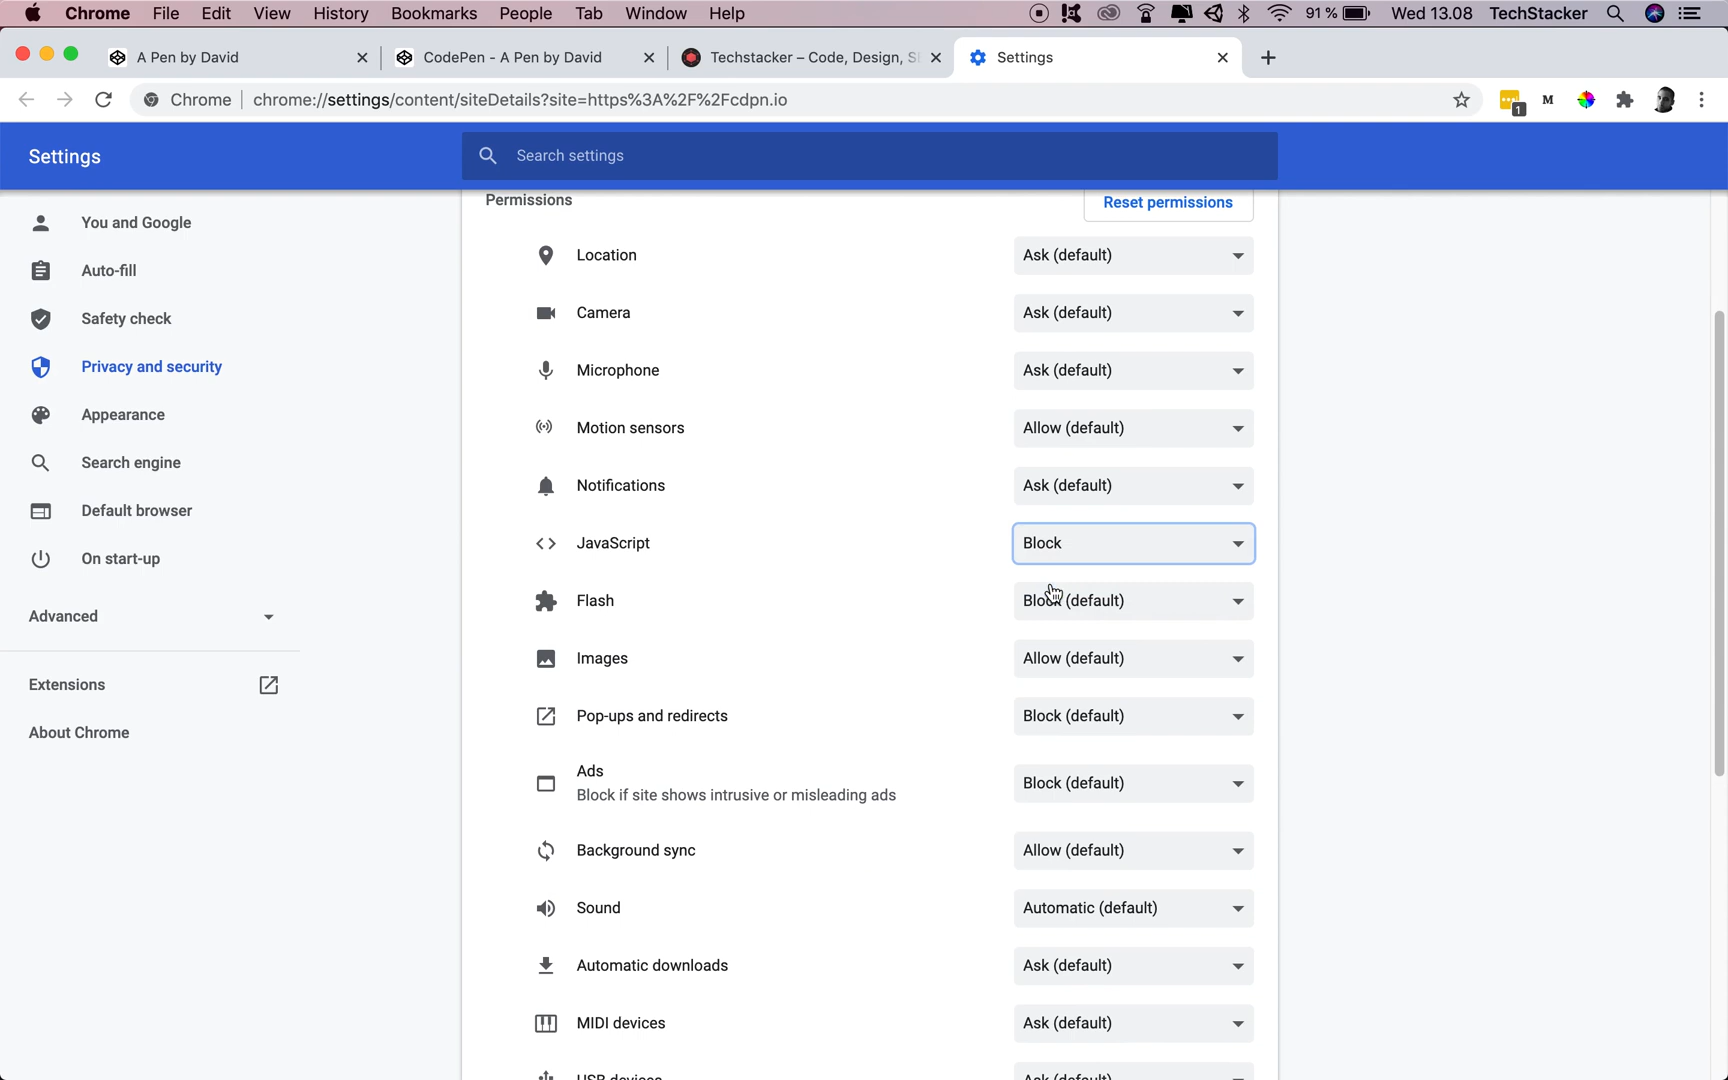 Chrome File Edit View History Bookmarks People Tab Window Help 91% Wed 13.08 TechStacker
A Pen by David CodePen - A Pen by David Techstacker – Code, Design, S Settings
Chrome chrome://settings/content/siteDetails?site=https%3A%2F%2Fcdpn.io 1 M
Settings Search settings
You and Google
Auto-fill
Safety check
Privacy and security
Appearance
Search engine
Default browser
On start-up
Advanced
Extensions
About Chrome
Permissions Reset permissions
Location Ask (default)
Camera Ask (default)
Microphone Ask (default)
Motion sensors Allow (default)
Notifications Ask (default)
JavaScript Block
Flash Block (default)
Images Allow (default)
Pop-ups and redirects Block (default)
Ads Block (default)
Block if site shows intrusive or misleading ads
Background sync Allow (default)
Sound Automatic (default)
Automatic downloads Ask (default)
MIDI devices Ask (default)
USB devices Ask (default)